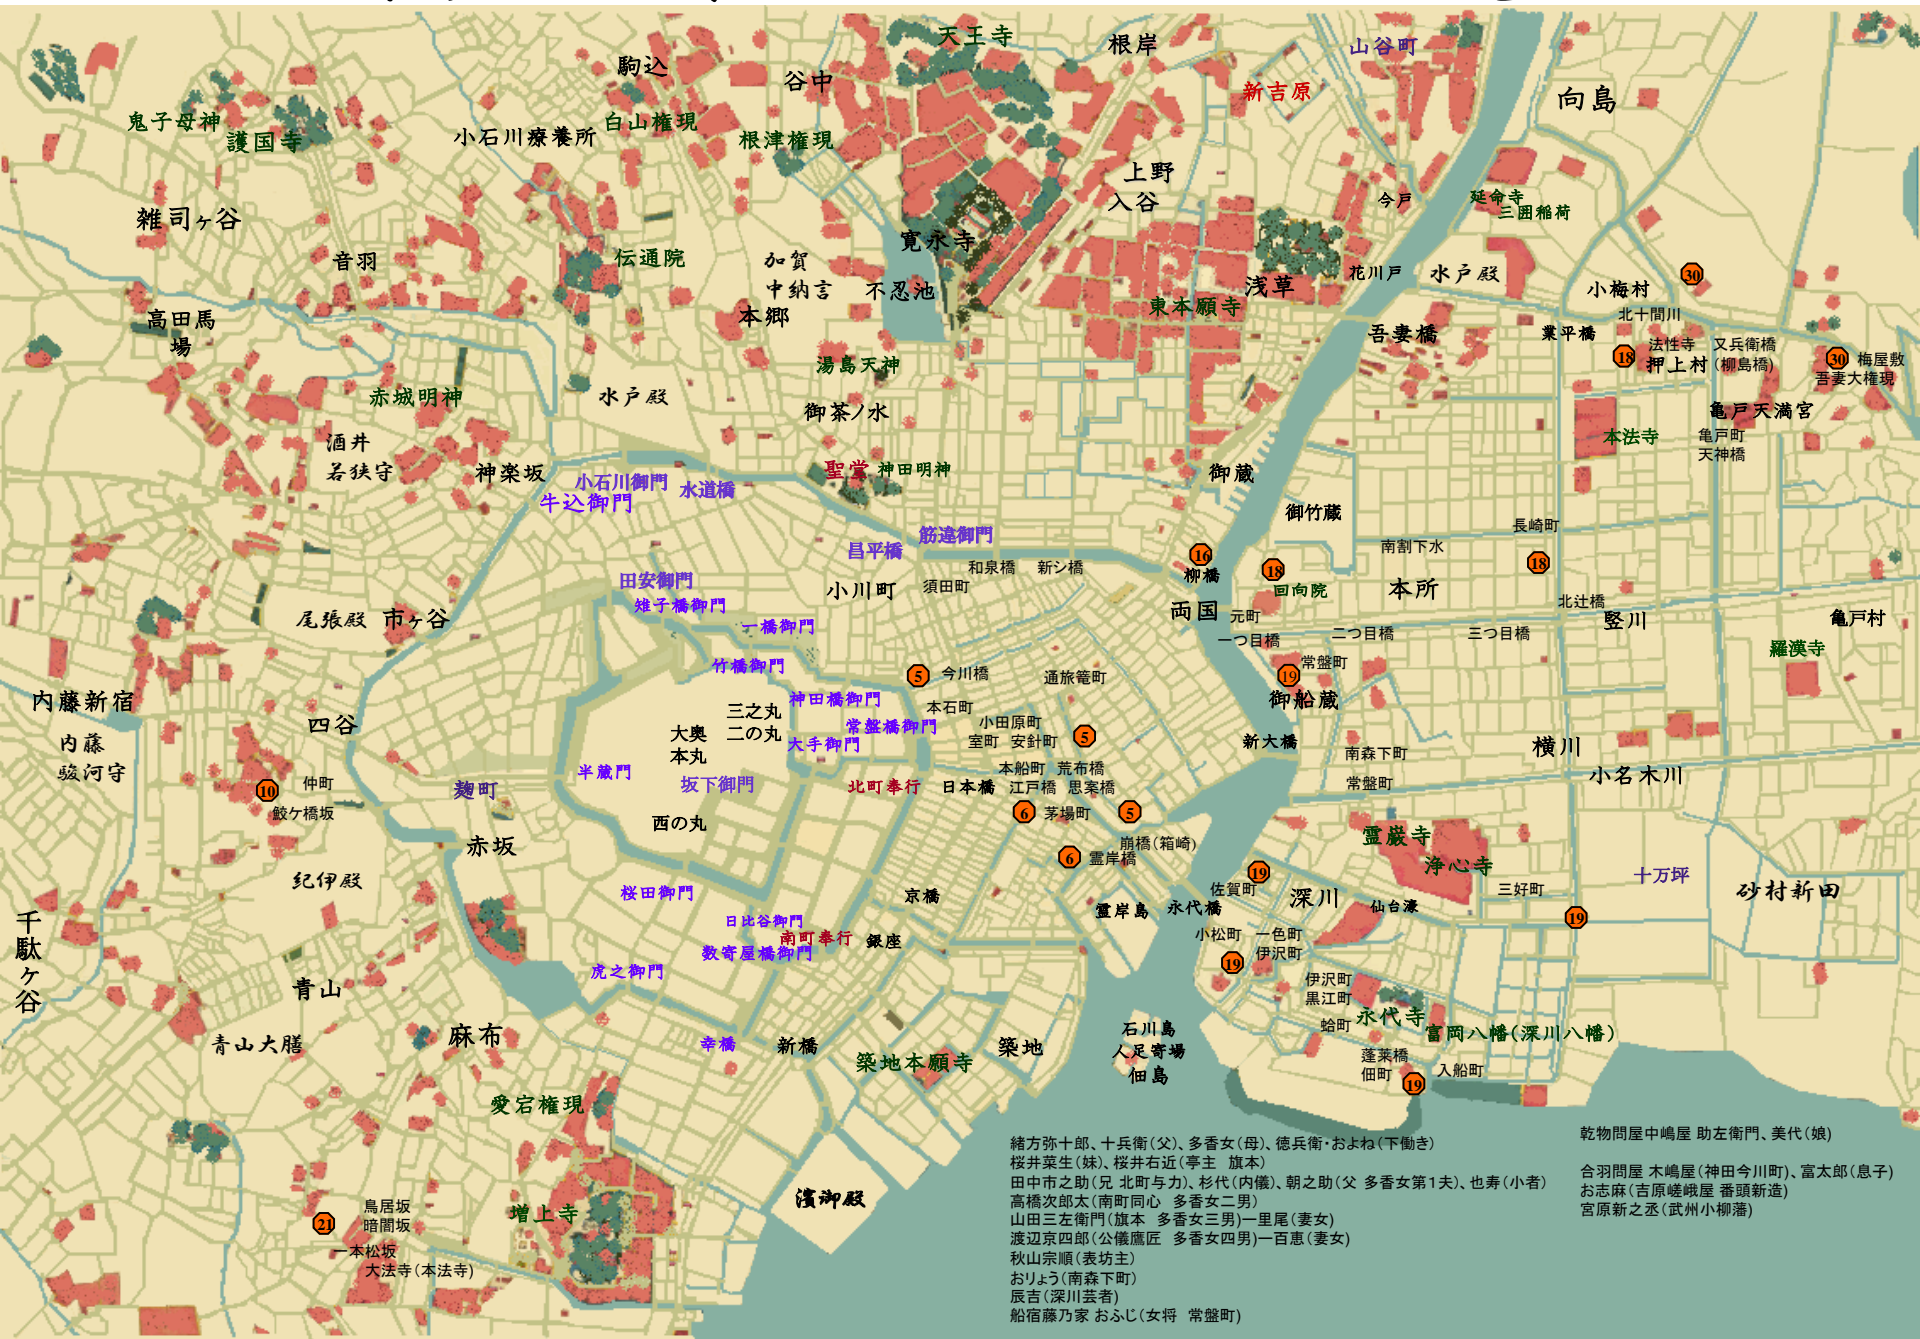 天王寺
根岸
山谷町
駒込
谷中
新吉原
向島
鬼子母神
護国寺
小石川療養所
白山権現
根津権現
上野
入谷
今戸
延命寺
三囲稲荷
雑司ヶ谷
音羽
伝通院
加賀
中納言
本郷
寛永寺
不忍池
浅草
東本願寺
花川戸
水戸殿
小梅村
30
北十間川
業平橋
吾妻橋
高田馬
場
18
法性寺
押上村
又兵衛橋
(柳島橋)
30
梅屋敷
吾妻大権現
湯島天神
赤城明神
水戸殿
御茶ノ水
亀戸天満宮
本法寺
亀戸町
天神橋
酒井
若狭守
神楽坂
小石川御門
牛込御門
水道橋
聖堂
神田明神
御蔵
御竹蔵
長崎町
南割下水
18
昌平橋
筋違御門
和泉橋
新シ橋
須田町
16
柳橋
18
回向院
本所
北辻橋
竪川
亀戸村
田安御門
雉子橋御門
小川町
両国
元町
一つ目橋
二つ目橋
三つ目橋
尾張殿
市ヶ谷
一橋御門
竹橋御門
5
今川橋
通旅篭町
常盤町
19
御船蔵
羅漢寺
内藤新宿
四谷
神田橋御門
三之丸
二の丸
大奥
本丸
常盤橋御門
大手御門
本石町
小田原町
室町 安針町
5
新大橋
南森下町
横川
内藤
駿河守
10
仲町
鮫ケ橋坂
麹町
半蔵門
坂下御門
北町奉行
日本橋
本船町
荒布橋
江戸橋
思案橋
常盤町
小名木川
西の丸
6
茅場町
5
崩橋(箱崎)
6
霊岸橋
赤坂
霊巌寺
浄心寺
19
佐賀町
深川
仙台濠
三好町
19
十万坪
砂村新田
紀伊殿
桜田御門
京橋
霊岸島
永代橋
千駄ヶ谷
日比谷御門
南町奉行
銀座
数寄屋橋御門
小松町
一色町
伊沢町
19
虎之御門
青山
伊沢町
黒江町
永代寺
蛤町
富岡八幡(深川八幡)
青山大膳
麻布
幸橋
新橋
築地本願寺
築地
石川島
人足寄場
佃島
蓬莱橋
佃町
19
入船町
愛宕権現
緒方弥十郎、十兵衛(父)、多香女(母)、徳兵衛・およね(下働き)
桜井菜生(妹)、桜井右近(亭主　旗本)
田中市之助(兄 北町与力)、杉代(内儀)、朝之助(父 多香女第１夫)、也寿(小者)
高橋次郎太(南町同心　多香女二男)
山田三左衛門(旗本　多香女三男)ー里尾(妻女)
渡辺京四郎(公儀鷹匠　多香女四男)ー百恵(妻女)
秋山宗順(表坊主)
おりょう(南森下町)
辰吉(深川芸者)
船宿藤乃家 おふじ(女将　常盤町)
乾物問屋中嶋屋 助左衛門、美代(娘)
合羽問屋 木嶋屋(神田今川町)、富太郎(息子)
お志麻(吉原嵯峨屋 番頭新造)
宮原新之丞(武州小柳藩)
濱御殿
増上寺
鳥居坂
暗闇坂
21
一本松坂
大法寺(本法寺)